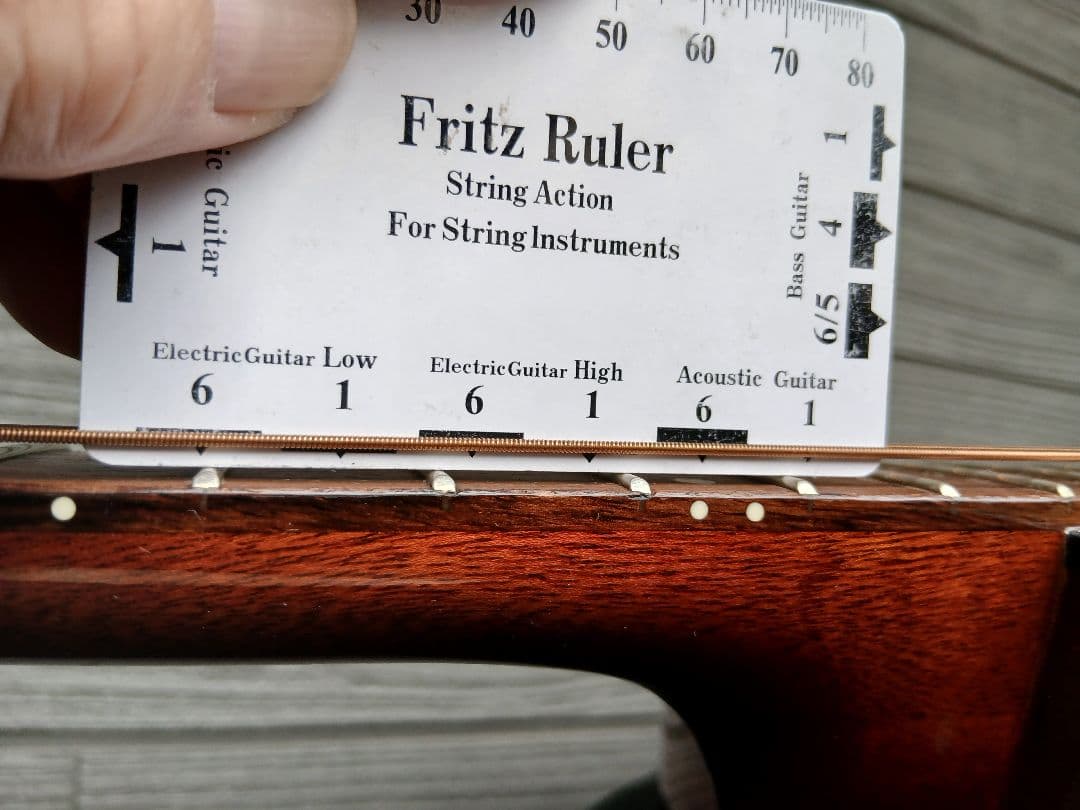 30 40 50 60 70 80
Fritz Ruler
String Action
For String Instruments
ic Guitar
1
Bass Guitar
1
4
6/5
Electric Guitar Low
6 1
Electric Guitar High
6 1
Acoustic Guitar
6 1